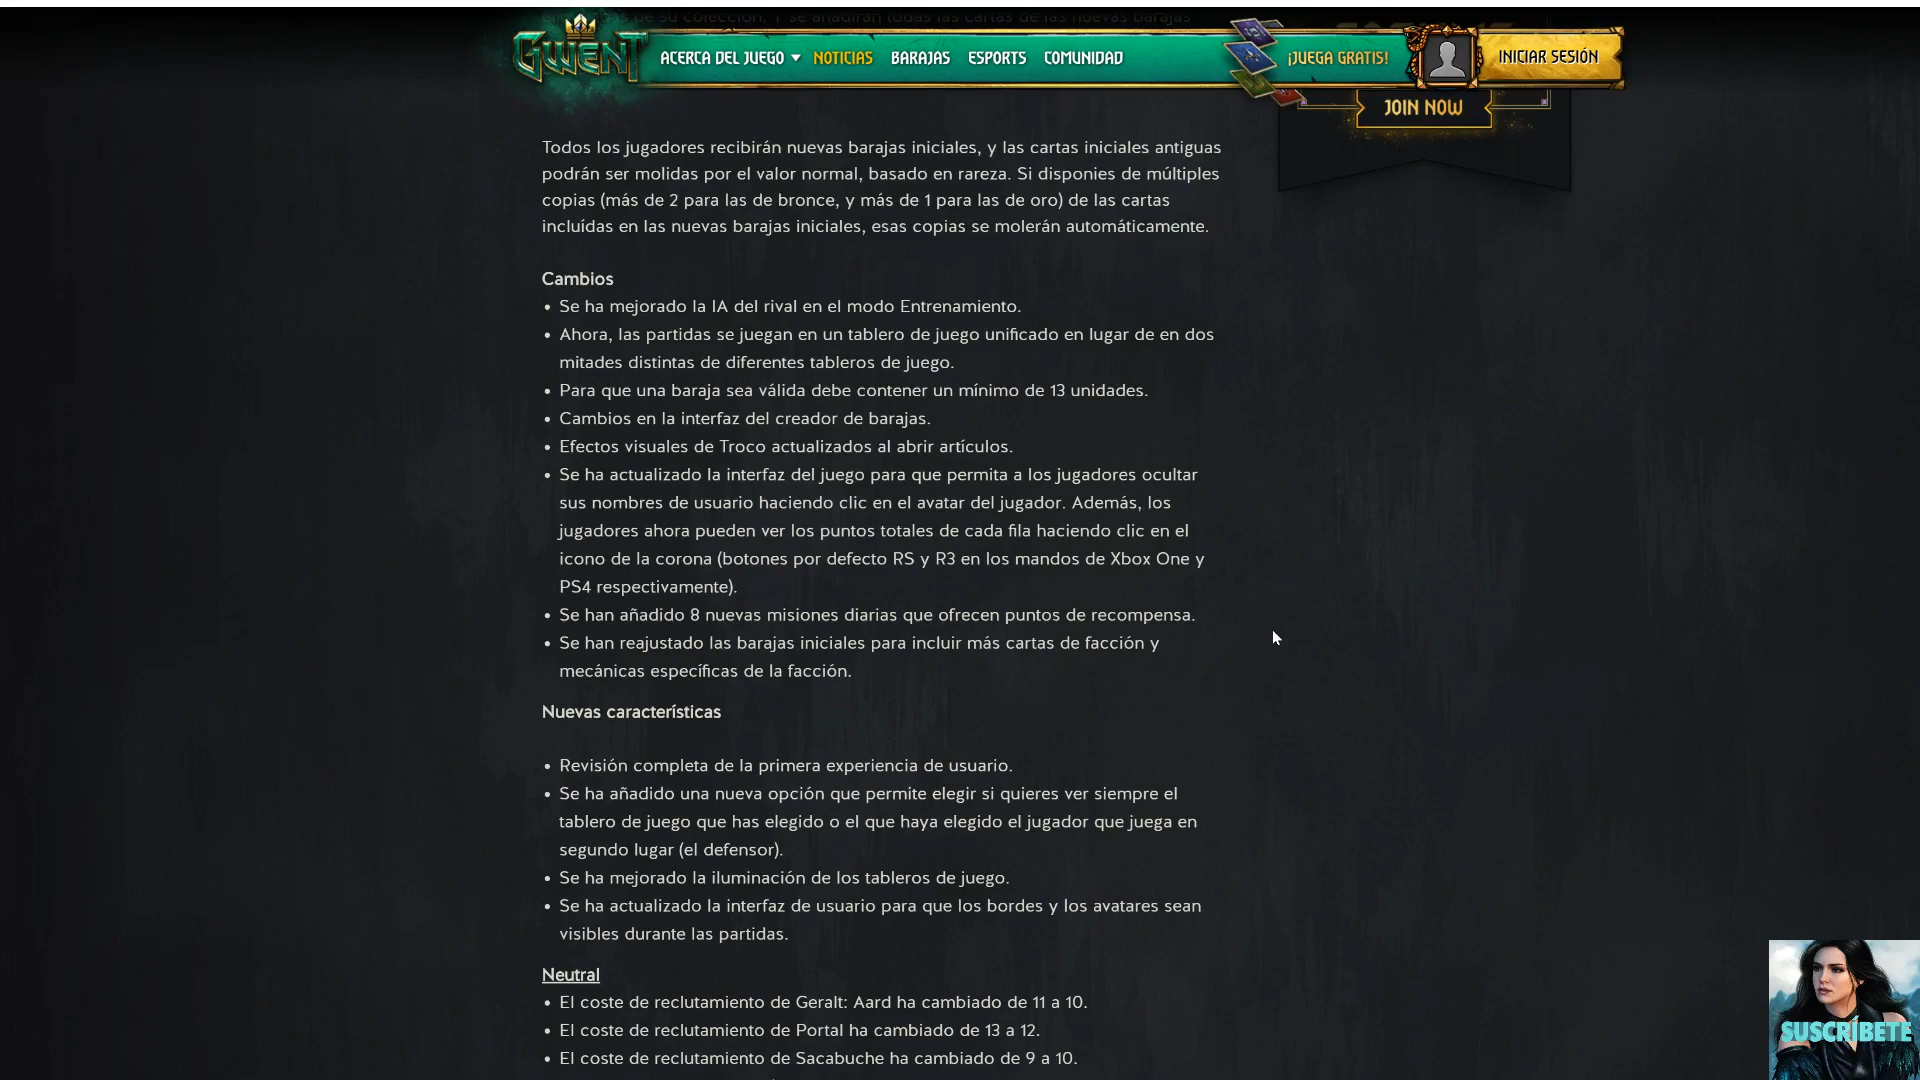 GWENT
ACERCA DEL JUEGO
NOTICIAS
BARAJAS
ESPORTS
COMUNIDAD
¡JUEGA GRATIS!
INICIAR SESIÓN
JOIN NOW
Todos los jugadores recibirán nuevas barajas iniciales, y las cartas iniciales antiguas
podrán ser molidas por el valor normal, basado en rareza. Si disponies de múltiples
copias (más de 2 para las de bronce, y más de 1 para las de oro) de las cartas
incluídas en las nuevas barajas iniciales, esas copias se molerán automáticamente.
Cambios
• Se ha mejorado la IA del rival en el modo Entrenamiento.
• Ahora, las partidas se juegan en un tablero de juego unificado en lugar de en dos
mitades distintas de diferentes tableros de juego.
• Para que una baraja sea válida debe contener un mínimo de 13 unidades.
• Cambios en la interfaz del creador de barajas.
• Efectos visuales de Troco actualizados al abrir artículos.
• Se ha actualizado la interfaz del juego para que permita a los jugadores ocultar
sus nombres de usuario haciendo clic en el avatar del jugador. Además, los
jugadores ahora pueden ver los puntos totales de cada fila haciendo clic en el
icono de la corona (botones por defecto RS y R3 en los mandos de Xbox One y
PS4 respectivamente).
• Se han añadido 8 nuevas misiones diarias que ofrecen puntos de recompensa.
• Se han reajustado las barajas iniciales para incluir más cartas de facción y
mecánicas específicas de la facción.
Nuevas características
• Revisión completa de la primera experiencia de usuario.
• Se ha añadido una nueva opción que permite elegir si quieres ver siempre el
tablero de juego que has elegido o el que haya elegido el jugador que juega en
segundo lugar (el defensor).
• Se ha mejorado la iluminación de los tableros de juego.
• Se ha actualizado la interfaz de usuario para que los bordes y los avatares sean
visibles durante las partidas.
Neutral
• El coste de reclutamiento de Geralt: Aard ha cambiado de 11 a 10.
• El coste de reclutamiento de Portal ha cambiado de 13 a 12.
• El coste de reclutamiento de Sacabuche ha cambiado de 9 a 10.
SUSCRÍBETE